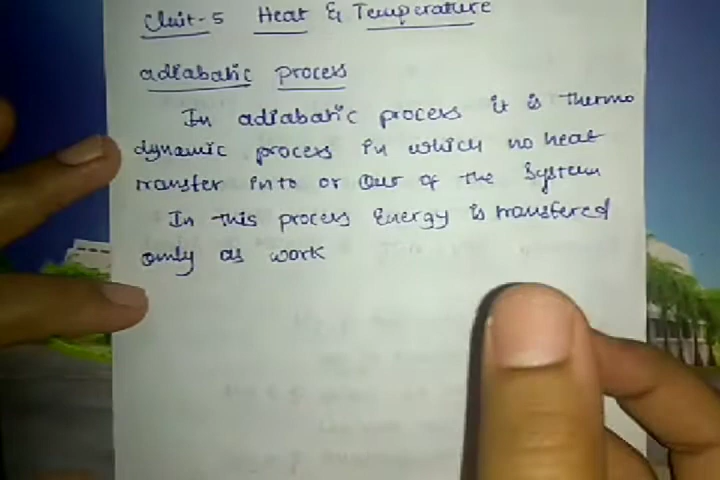 Unit-5 Heat & Temperature
adiabatic process
In adiabatic process it is thermo
dynamic process in which no heat
transfer into or Out of the System
In this process Energy is transfered
only as work